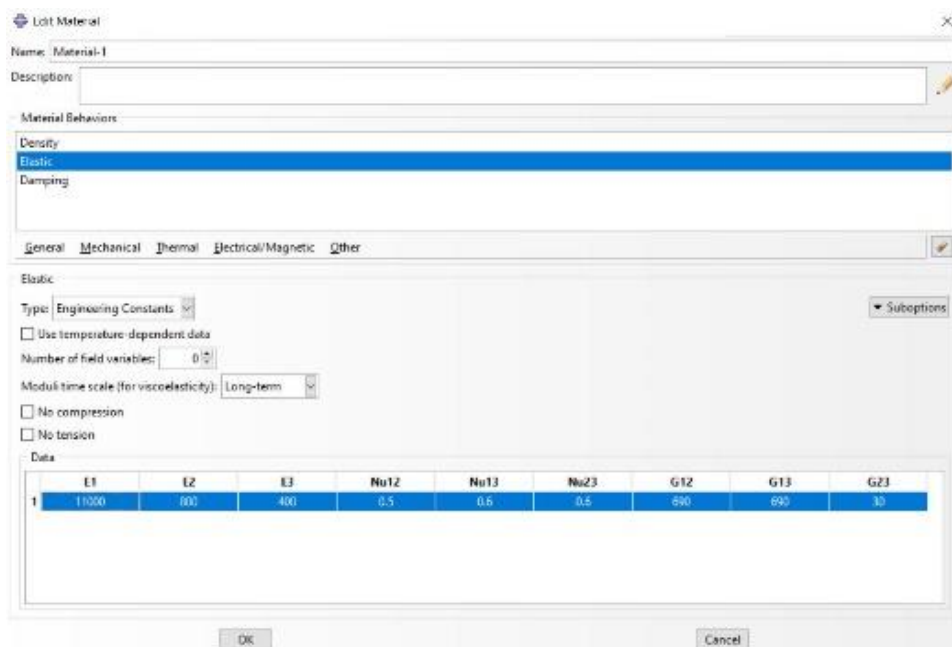 Edit Material
Name: Material-1
Description:
Material Behaviors
Density
Elastic
Damping
General Mechanical Thermal Electrical/Magnetic Other
Elastic
Type: Engineering Constants
Suboptions
Use temperature-dependent data
Number of field variables: 0
Moduli time scale (for viscoelasticity): Long-term
No compression
No tension
Data
E1 E2 E3 Nu12 Nu13 Nu23 G12 G13 G23
1 11000 800 400 0.5 0.6 0.6 690 690 30
OK Cancel